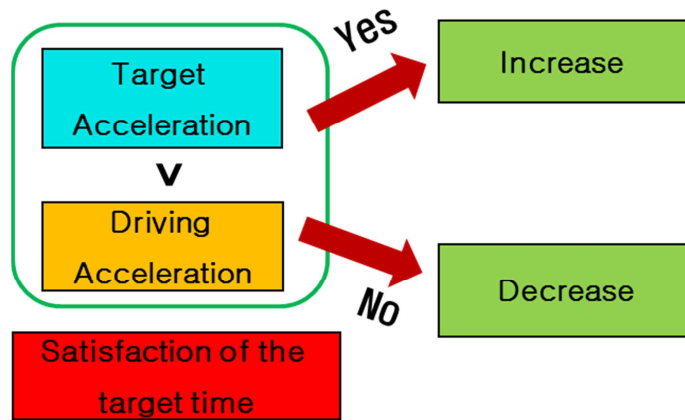 Target
Acceleration
v
Driving
Acceleration
Yes
Increase
No
Decrease
Satisfaction of the
target time